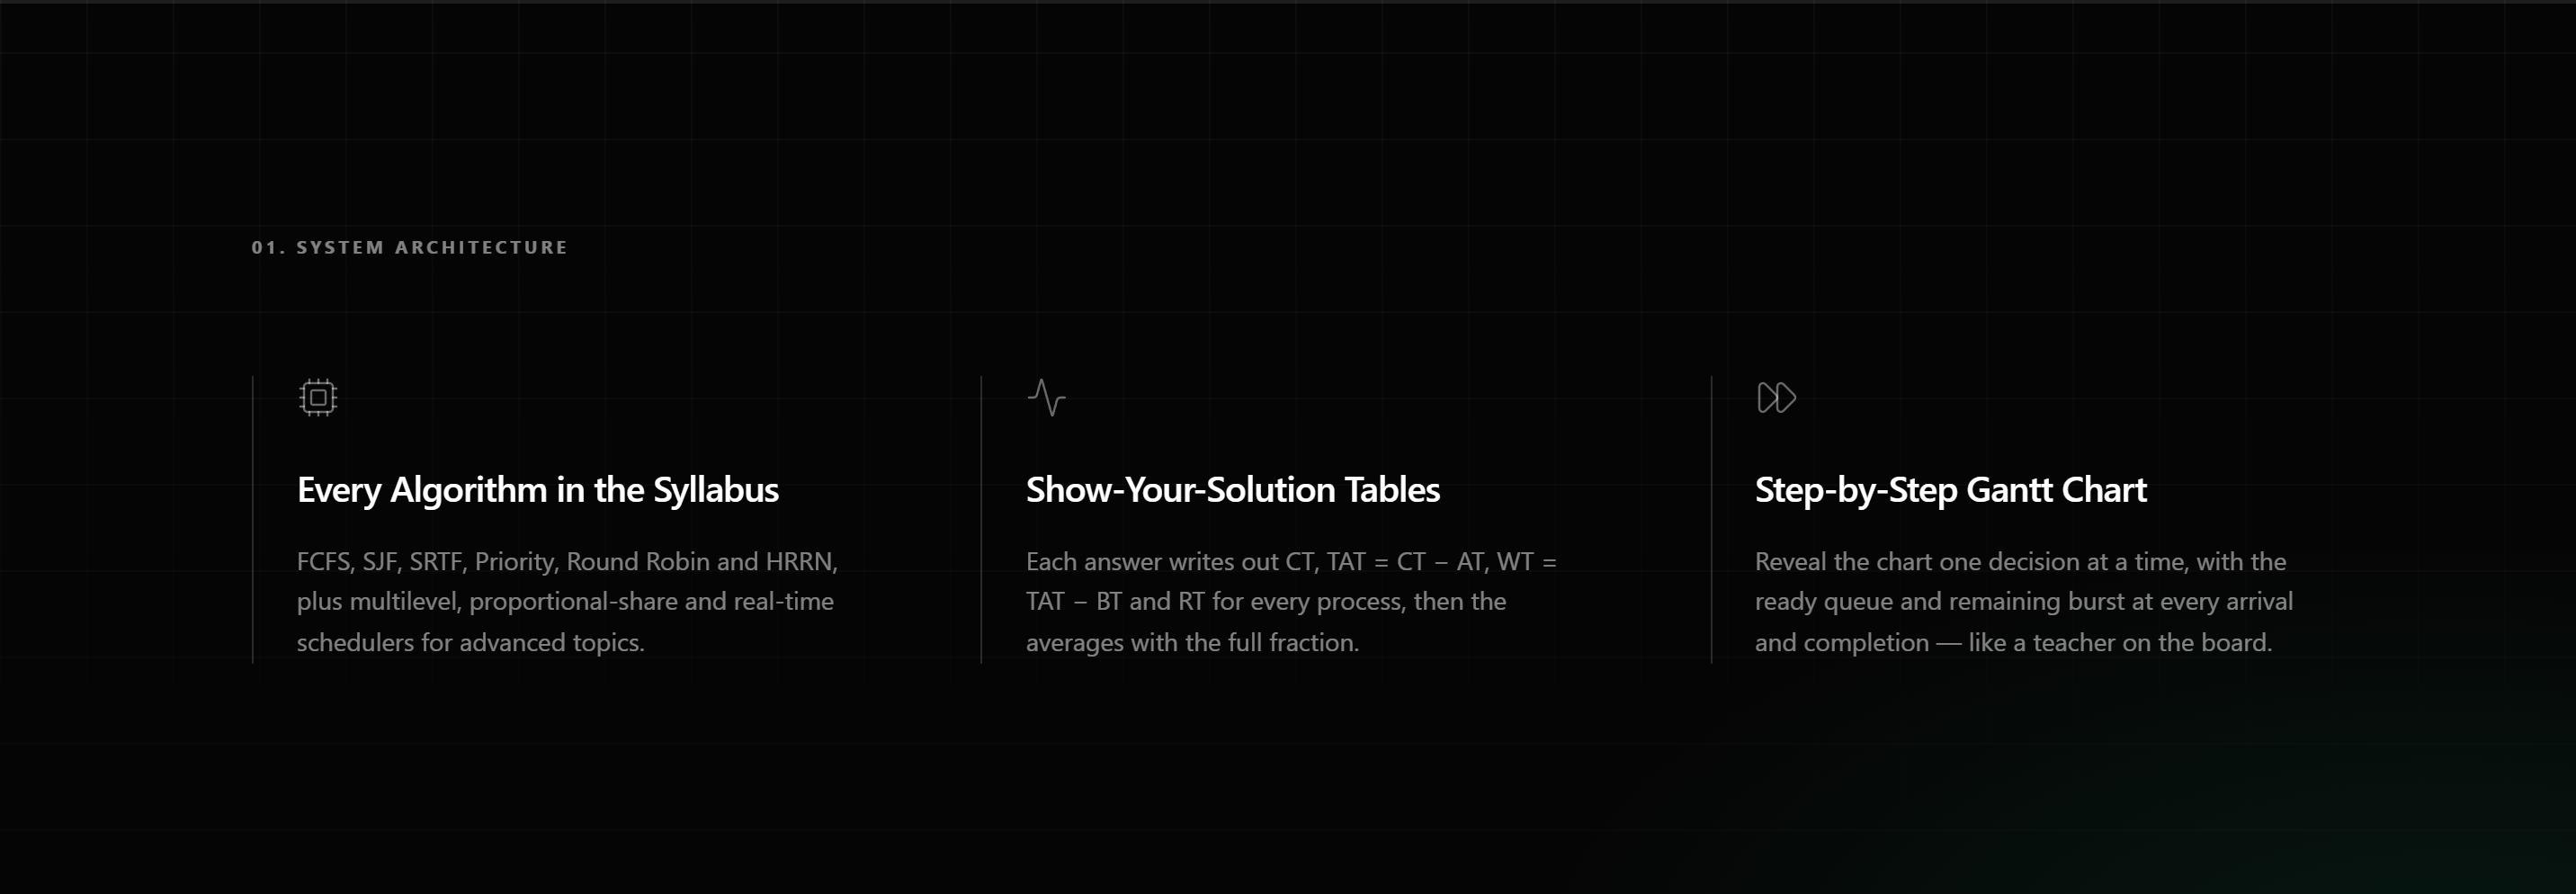 01. SYSTEM ARCHITECTURE
Every Algorithm in the Syllabus
FCFS, SJF, SRTF, Priority, Round Robin and HRRN,
plus multilevel, proportional-share and real-time
schedulers for advanced topics.
Show-Your-Solution Tables
Each answer writes out CT, TAT = CT − AT, WT =
TAT − BT and RT for every process, then the
averages with the full fraction.
Step-by-Step Gantt Chart
Reveal the chart one decision at a time, with the
ready queue and remaining burst at every arrival
and completion — like a teacher on the board.